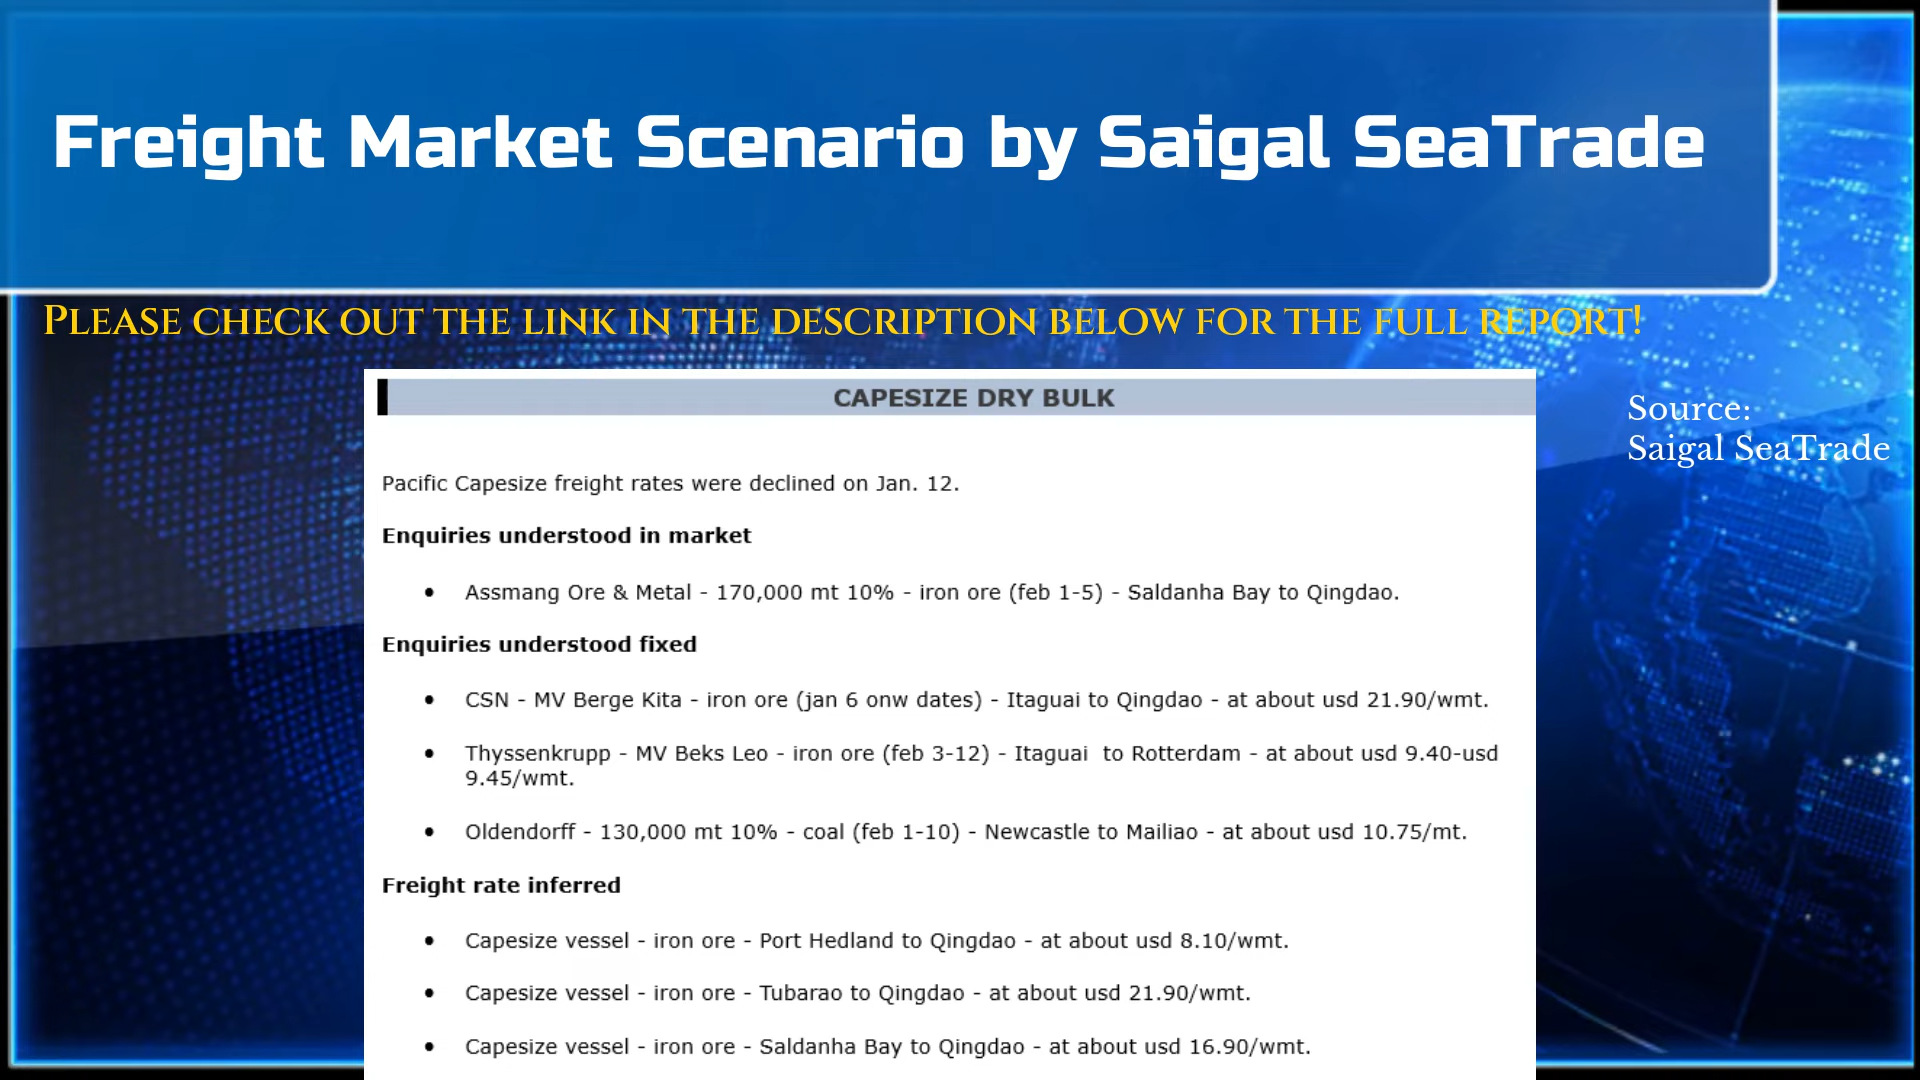 Freight Market Scenario by Saigal SeaTrade
Please check out the link in the description below for the full report!
Source:
Saigal SeaTrade
CAPESIZE DRY BULK
Pacific Capesize freight rates were declined on Jan. 12.
Enquiries understood in market
• Assmang Ore & Metal - 170,000 mt 10% - iron ore (feb 1-5) - Saldanha Bay to Qingdao.
Enquiries understood fixed
• CSN - MV Berge Kita - iron ore (jan 6 onw dates) - Itaguai to Qingdao - at about usd 21.90/wmt.
• Thyssenkrupp - MV Beks Leo - iron ore (feb 3-12) - Itaguai to Rotterdam - at about usd 9.40-usd
9.45/wmt.
• Oldendorff - 130,000 mt 10% - coal (feb 1-10) - Newcastle to Mailiao - at about usd 10.75/mt.
Freight rate inferred
• Capesize vessel - iron ore - Port Hedland to Qingdao - at about usd 8.10/wmt.
• Capesize vessel - iron ore - Tubarao to Qingdao - at about usd 21.90/wmt.
• Capesize vessel - iron ore - Saldanha Bay to Qingdao - at about usd 16.90/wmt.